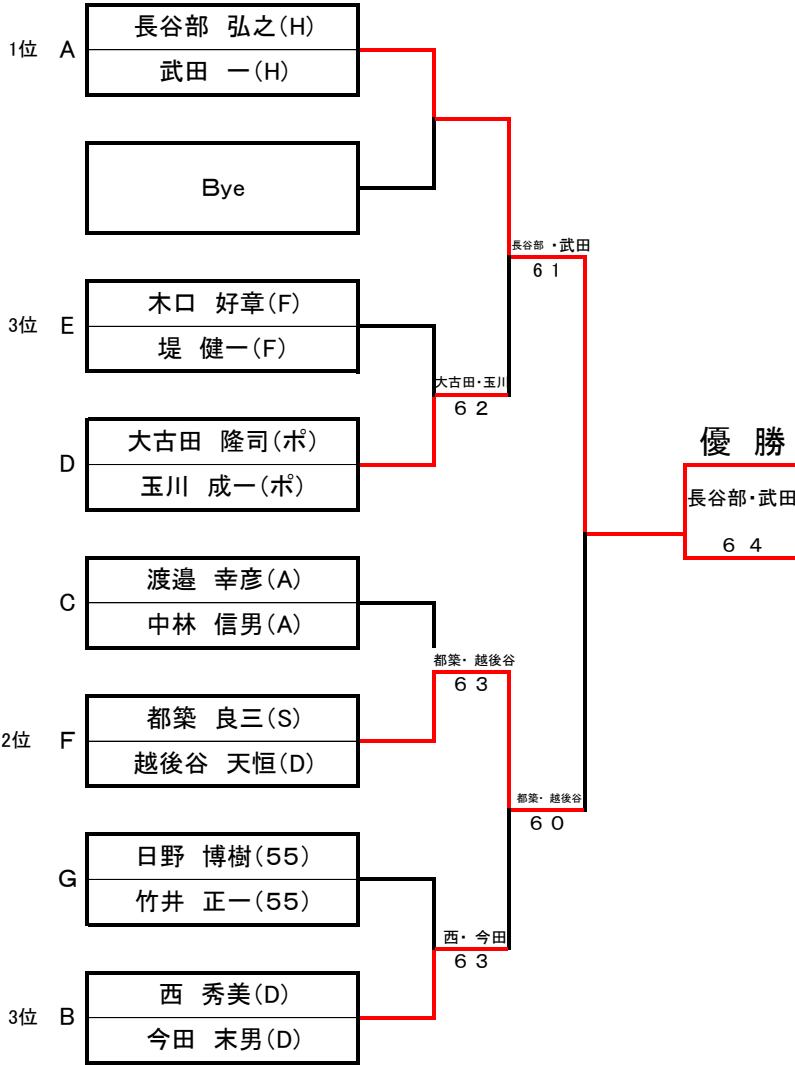 1位 A
長谷部 弘之(H)
武田 一(H)
Bye
長谷部・武田
6 1
3位 E
木口 好章(F)
堤 健一(F)
大古田・玉川
6 2
D
大古田 隆司(ポ)
玉川 成一(ポ)
優 勝
長谷部・武田
6 4
C
渡邉 幸彦(A)
中林 信男(A)
都築・越後谷
6 3
2位 F
都築 良三(S)
越後谷 天恒(D)
都築・越後谷
6 0
G
日野 博樹(55)
竹井 正一(55)
西・今田
6 3
3位 B
西 秀美(D)
今田 末男(D)